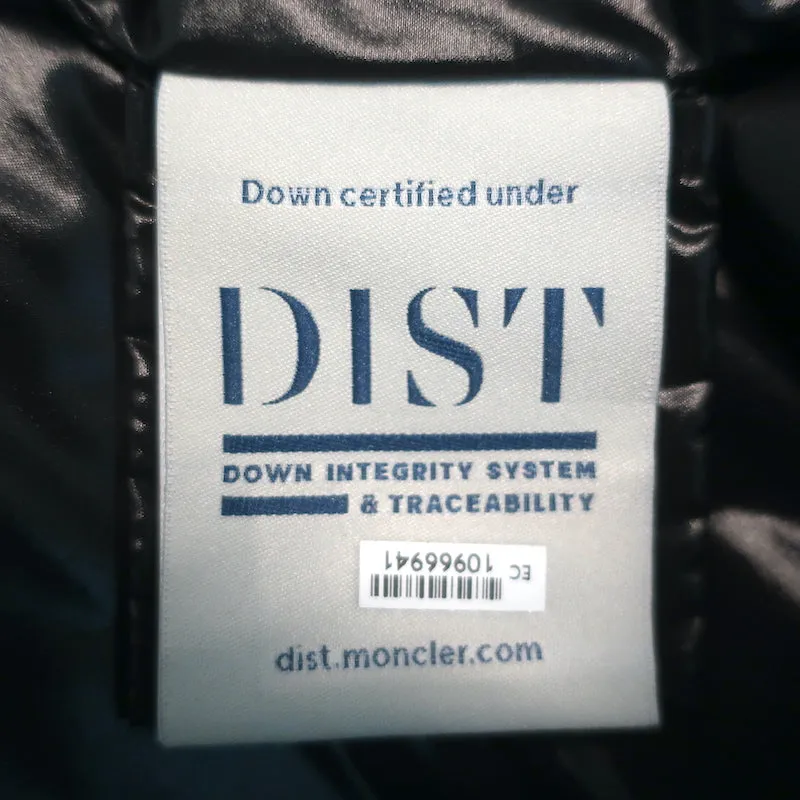 Down certified under
DIST
DOWN INTEGRITY SYSTEM
& TRACEABILITY
EC 10966941
dist.moncler.com